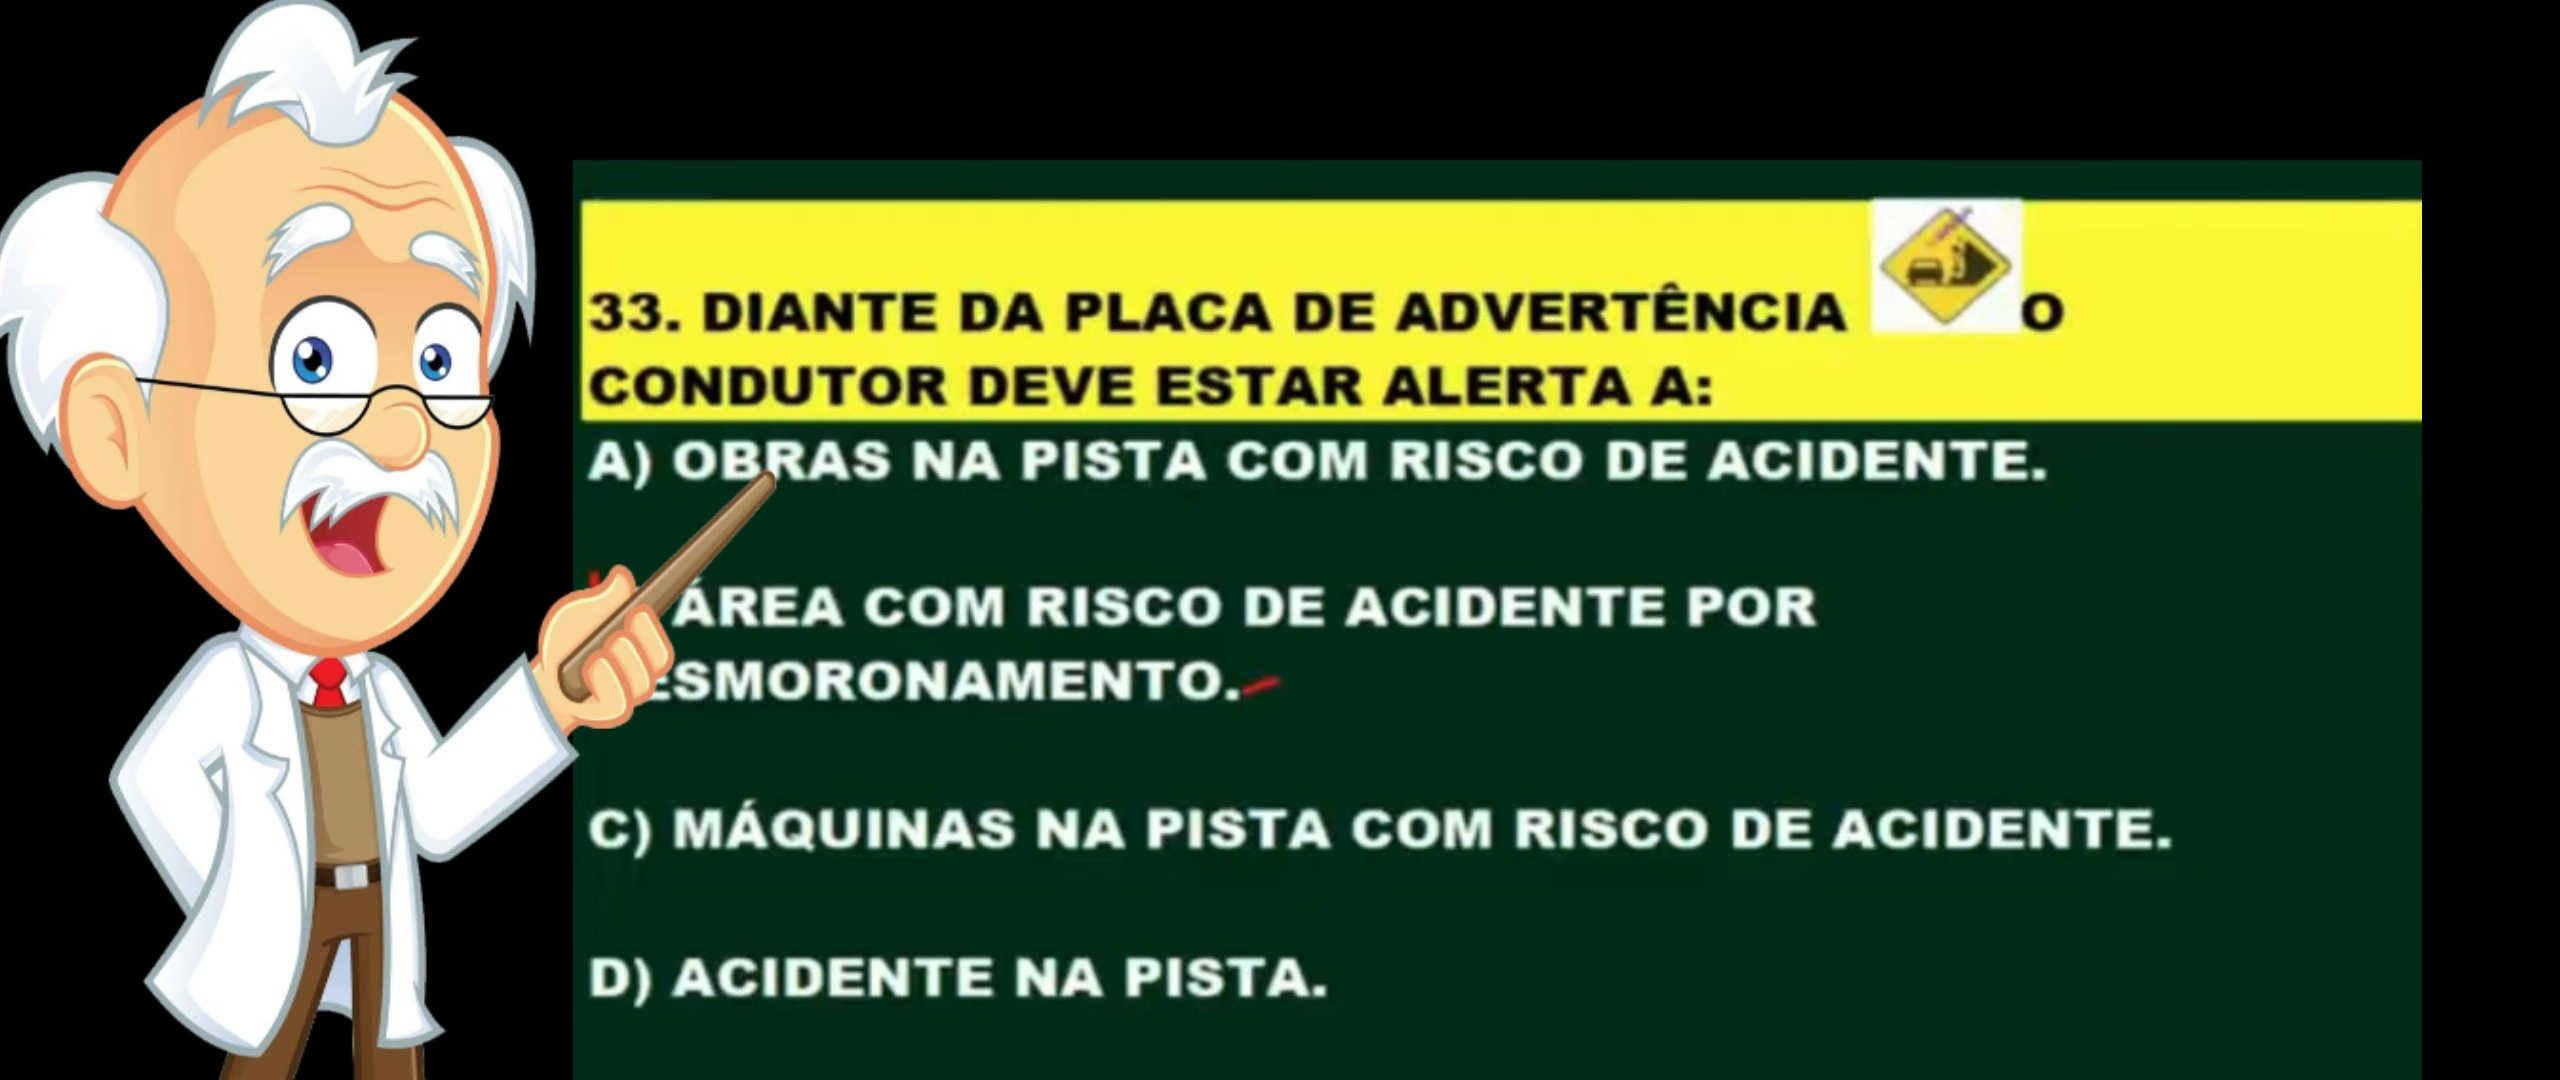 33. DIANTE DA PLACA DE ADVERTÊNCIA O
CONDUTOR DEVE ESTAR ALERTA A:
A) OBRAS NA PISTA COM RISCO DE ACIDENTE.
ÁREA COM RISCO DE ACIDENTE POR
ESMORONAMENTO.
C) MÁQUINAS NA PISTA COM RISCO DE ACIDENTE.
D) ACIDENTE NA PISTA.